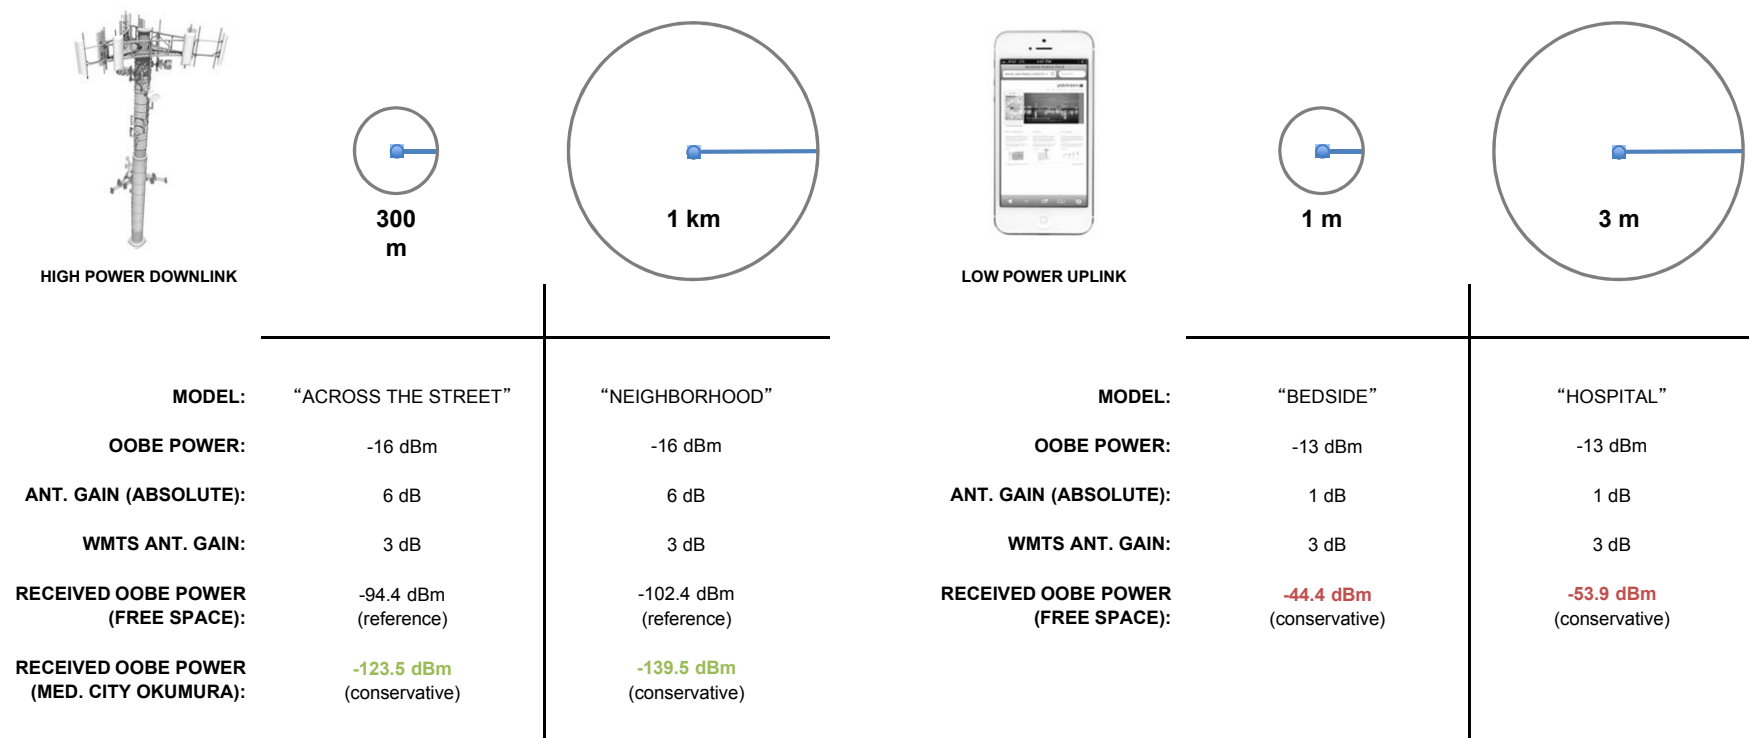 300
m
1 km
HIGH POWER DOWNLINK
MODEL: “ACROSS THE STREET” “NEIGHBORHOOD”
OOBE POWER: -16 dBm -16 dBm
ANT. GAIN (ABSOLUTE): 6 dB 6 dB
WMTS ANT. GAIN: 3 dB 3 dB
RECEIVED OOBE POWER -94.4 dBm -102.4 dBm
(FREE SPACE): (reference) (reference)
RECEIVED OOBE POWER -123.5 dBm -139.5 dBm
(MED. CITY OKUMURA): (conservative) (conservative)
1 m
3 m
LOW POWER UPLINK
MODEL: “BEDSIDE” “HOSPITAL”
OOBE POWER: -13 dBm -13 dBm
ANT. GAIN (ABSOLUTE): 1 dB 1 dB
WMTS ANT. GAIN: 3 dB 3 dB
RECEIVED OOBE POWER -44.4 dBm -53.9 dBm
(FREE SPACE): (conservative) (conservative)